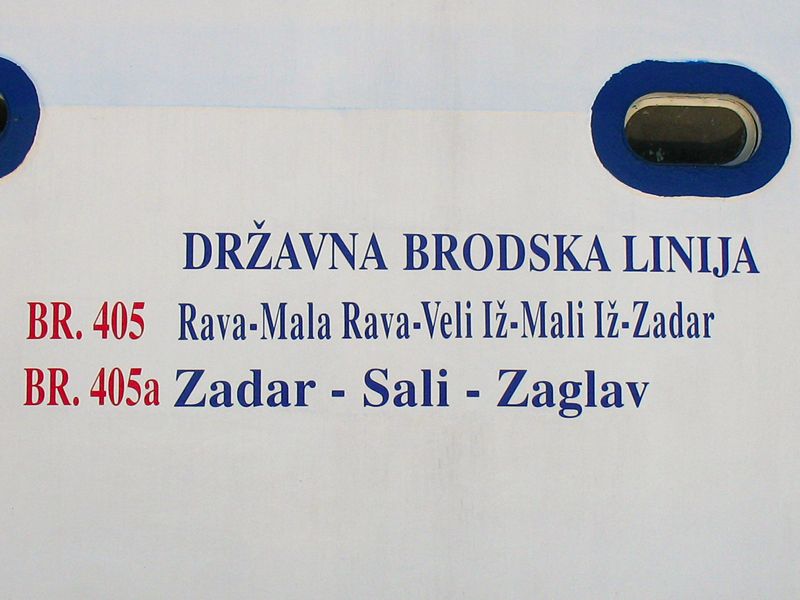 DRŽAVNA BRODSKA LINIJA
BR. 405 Rava-Mala Rava-Veli Iž-Mali Iž-Zadar
BR. 405a Zadar - Sali - Zaglav